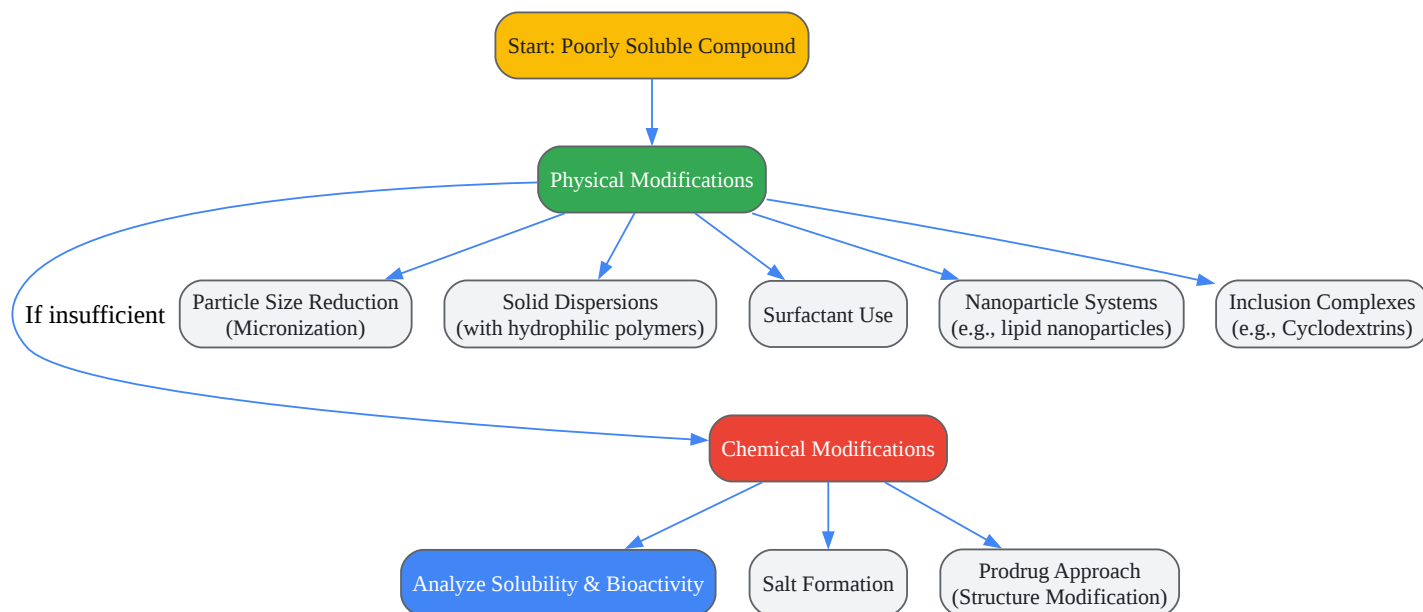 Start: Poorly Soluble Compound
Physical Modifications
If insufficient
Particle Size Reduction
(Micronization)
Solid Dispersions
(with hydrophilic polymers)
Surfactant Use
Nanoparticle Systems
(e.g., lipid nanoparticles)
Inclusion Complexes
(e.g., Cyclodextrins)
Chemical Modifications
Analyze Solubility & Bioactivity
Salt Formation
Prodrug Approach
(Structure Modification)